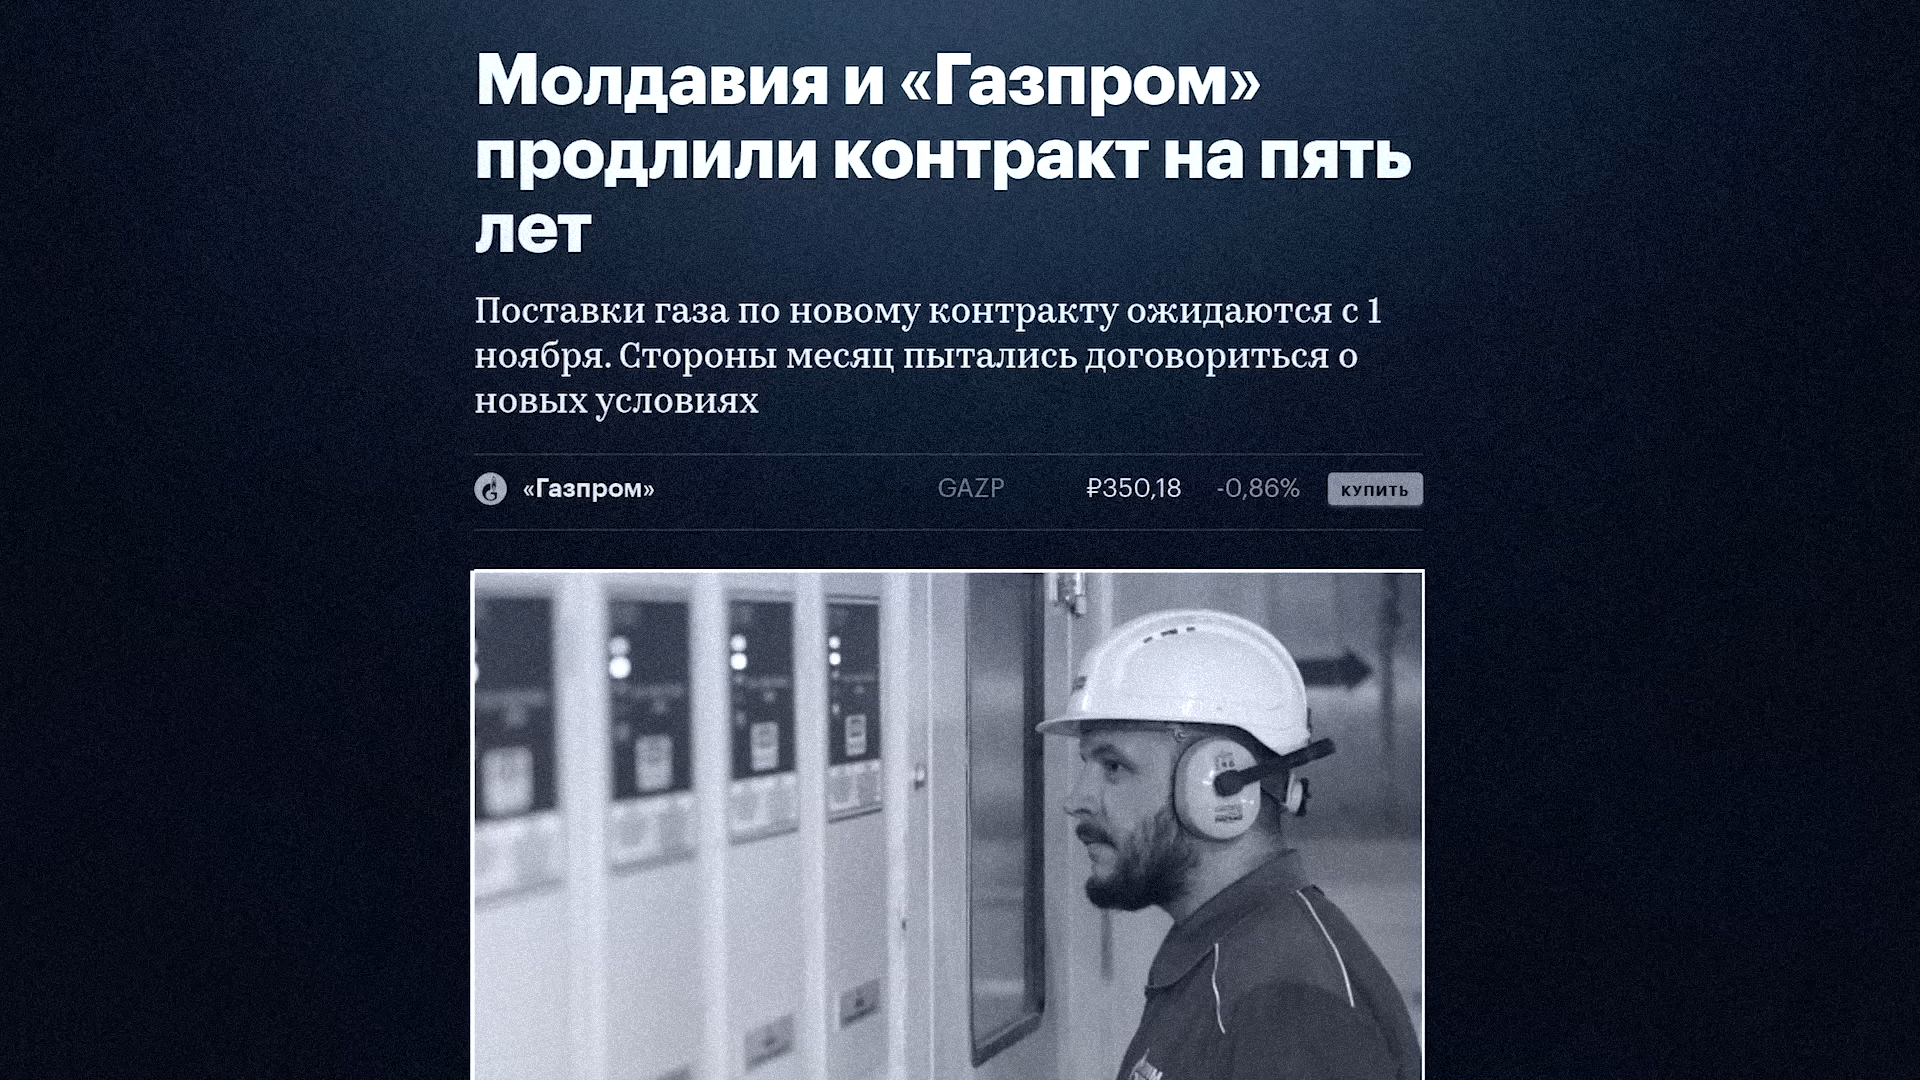 Молдавия и «Газпром»
продлили контракт на пять
лет
Поставки газа по новому контракту ожидаются с 1
ноября. Стороны месяц пытались договориться о
новых условиях
«Газпром» GAZP ₽350,18 -0,86% КУПИТЬ